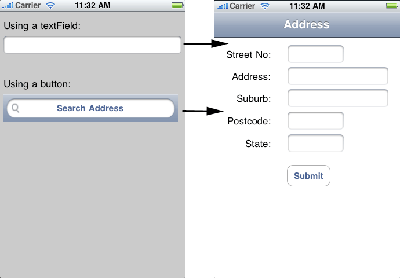 Carrier 11:32 AM
Using a textField:
Using a button:
Search Address
Carrier 11:32 AM
Address
Street No:
Address:
Suburb:
Postcode:
State:
Submit